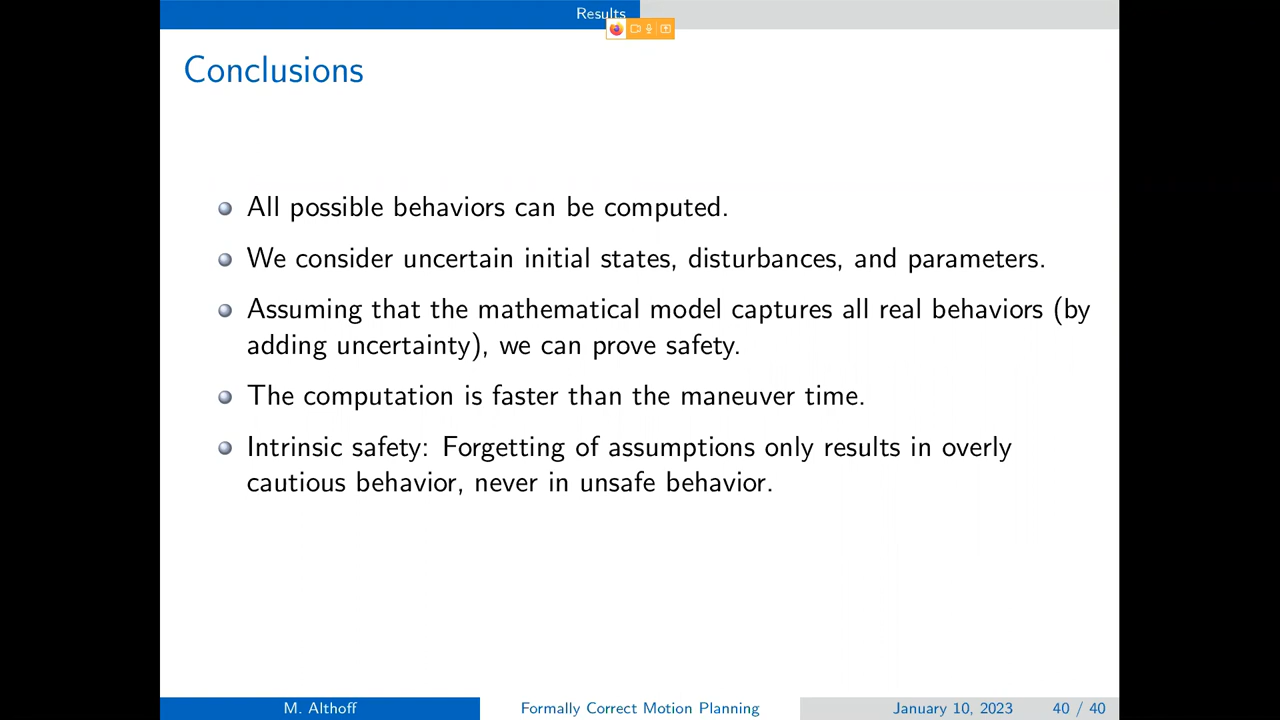 Results
Conclusions
All possible behaviors can be computed.
We consider uncertain initial states, disturbances, and parameters.
Assuming that the mathematical model captures all real behaviors (by
adding uncertainty), we can prove safety.
The computation is faster than the maneuver time.
Intrinsic safety: Forgetting of assumptions only results in overly
cautious behavior, never in unsafe behavior.
M. Althoff Formally Correct Motion Planning January 10, 2023 40 / 40